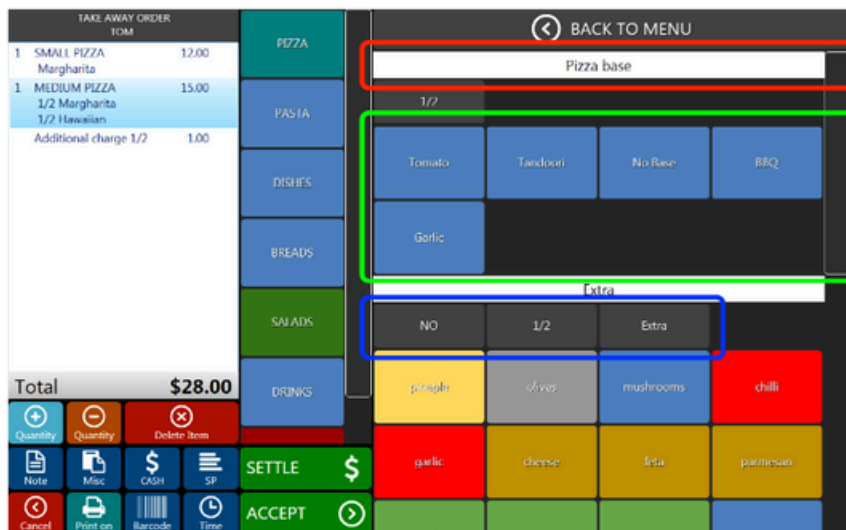 TAKE AWAY ORDER
TOM
1 SMALL PIZZA 12.00
Margharita
1 MEDIUM PIZZA 15.00
1/2 Margharita
1/2 Hawaiian
Additional charge 1/2 1.00
Total $28.00
Quantity
Quantity
Delete Item
Note
Misc
$
CASH
SP
Cancel
Print on
Barcode
Time
PIZZA
PASTA
DISHES
BREADS
SALADS
DRINKS
SETTLE $
ACCEPT
BACK TO MENU
Pizza base
1/2
Tomato Tandoori No Base BBQ
Garlic
Extra
NO 1/2 Extra
olives mushrooms chilli
garlic cheese feta parmesan